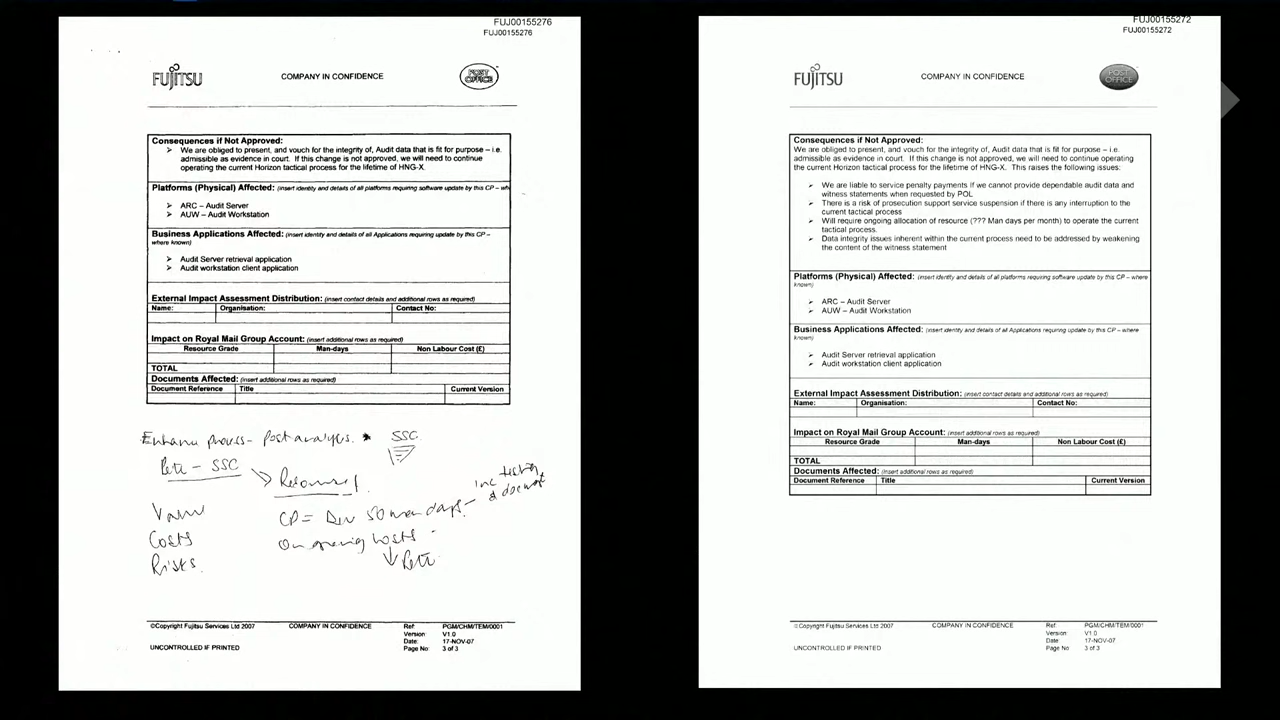 FUJ00155276
FUJ00155276
FUJITSU
COMPANY IN CONFIDENCE
POST OFFICE
Consequences if Not Approved:
➢ We are obliged to present, and vouch for the integrity of, Audit data that is fit for purpose – i.e.
admissible as evidence in court. If this change is not approved, we will need to continue
operating the current Horizon tactical process for the lifetime of HNG-X.
Platforms (Physical) Affected: (insert identity and details of all platforms requiring software update by this CP – wh
➢ ARC – Audit Server
➢ AUW – Audit Workstation
Business Applications Affected: (insert identity and details of all Applications requiring update by this CP –
where known)
➢ Audit Server retrieval application
➢ Audit workstation client application
External Impact Assessment Distribution: (insert contact details and additional rows as required)
Name: Organisation: Contact No:
Impact on Royal Mail Group Account: (insert additional rows as required)
Resource Grade Man-days Non Labour Cost (£)
TOTAL
Documents Affected: (insert additional rows as required)
Document Reference Title Current Version
Enhance process - Post analysis. SSC
Pete - SSC
Resource
inc testing
&
Value CP = Dev 50 man days. -
Costs On going costs -
Risks. Pete
©Copyright Fujitsu Services Ltd 2007 COMPANY IN CONFIDENCE Ref: PGM/CHM/TEM/0001
Version V1.0
Date: 17-NOV-07
UNCONTROLLED IF PRINTED Page No: 3 of 3
FUJ00155272
FUJ00155272
FUJITSU
COMPANY IN CONFIDENCE
POST OFFICE
Consequences if Not Approved:
We are obliged to present, and vouch for the integrity of, Audit data that is fit for purpose – i.e.
admissible as evidence in court. If this change is not approved, we will need to continue operating
the current Horizon tactical process for the lifetime of HNG-X. This raises the following issues:
➢ We are liable to service penalty payments If we cannot provide dependable audit data and
witness statements when requested by POL
➢ There is a risk of prosecution support service suspension if there is any interruption to the
current tactical process
➢ Will require ongoing allocation of resource (??? Man days per month) to operate the current
tactical process.
➢ Data integrity issues inherent within the current process need to be addressed by weakening
the content of the witness statement
Platforms (Physical) Affected: (insert identity and details of all platforms requiring software update by this CP – where
known)
➢ ARC – Audit Server
➢ AUW – Audit Workstation
Business Applications Affected: (insert identity and details of all Applications requiring update by this CP – where
known)
➢ Audit Server retrieval application
➢ Audit workstation client application
External Impact Assessment Distribution: (insert contact details and additional rows as required)
Name: Organisation: Contact No:
Impact on Royal Mail Group Account: (insert additional rows as required)
Resource Grade Man-days Non Labour Cost (£)
TOTAL
Documents Affected: (insert additional rows as required)
Document Reference Title Current Version
©Copyright Fujitsu Services Ltd 2007 COMPANY IN CONFIDENCE Ref: PGM/CHM/TEM/0001
Version: V1.0
Date: 17-NOV-07
UNCONTROLLED IF PRINTED Page No 3 of 3